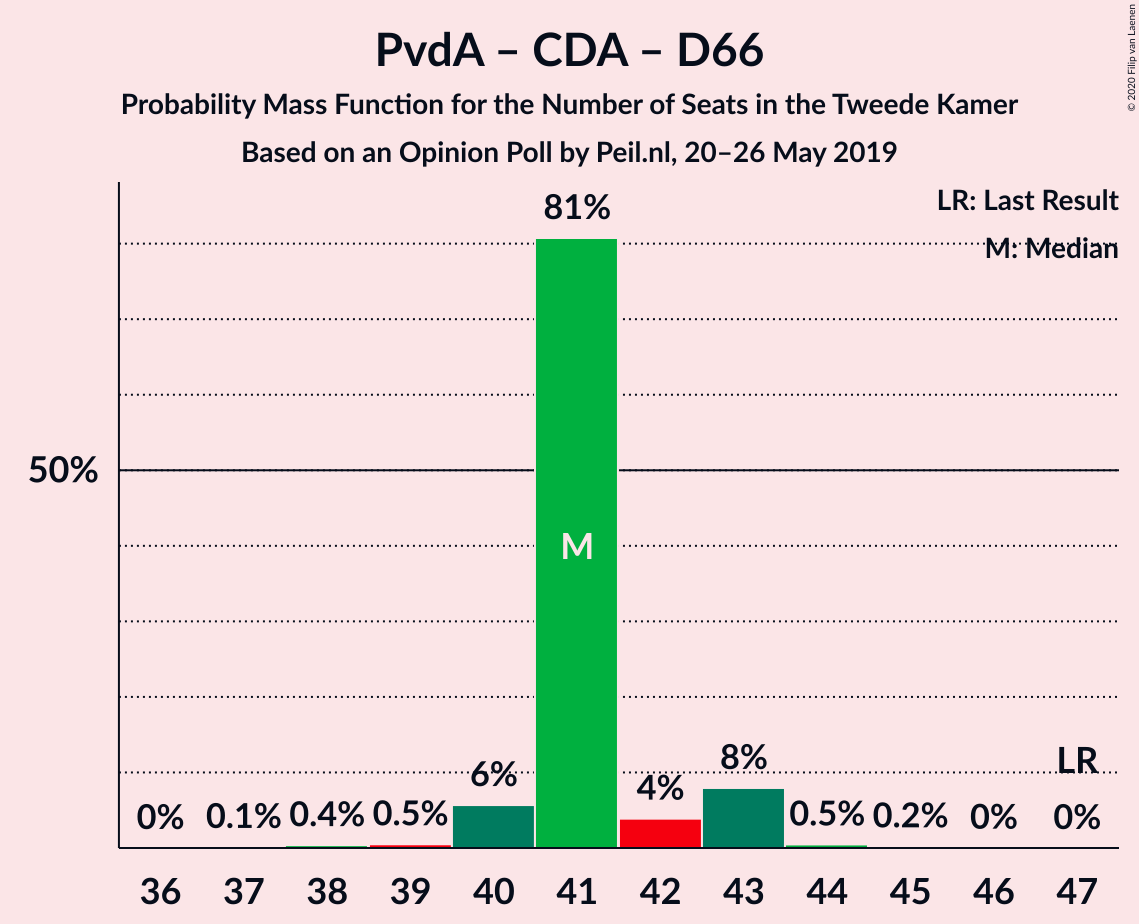 PvdA – CDA – D66
Probability Mass Function for the Number of Seats in the Tweede Kamer
Based on an Opinion Poll by Peil.nl, 20–26 May 2019
© 2020 Filip van Laenen
LR: Last Result
M: Median
81%
50%
M
LR
0% 0.1% 0.4% 0.5% 6% 4% 8% 0.5% 0.2% 0% 0%
36 37 38 39 40 41 42 43 44 45 46 47